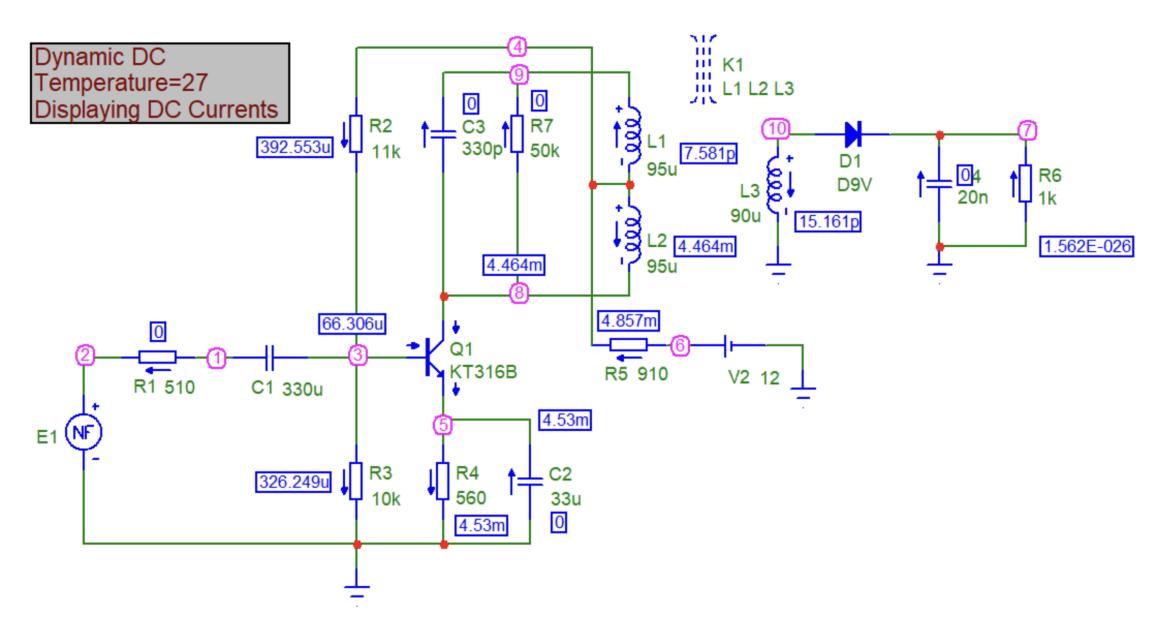 Dynamic DC
Temperature=27
Displaying DC Currents
4
9
K1
L1 L2 L3
0
C3
330p
0
R7
50k
R2
11k
392.553u
L1
95u
7.581p
10
7
D1
D9V
L3
90u
15.161p
0
4
20n
R6
1k
1.562E-026
L2
95u
4.464m
4.464m
8
66.306u
4.857m
6
R5 910
V2 12
0
2
1
3
R1 510
C1 330u
Q1
KT316B
E1
NF
+
-
5
4.53m
326.249u
R3
10k
R4
560
C2
33u
4.53m
0